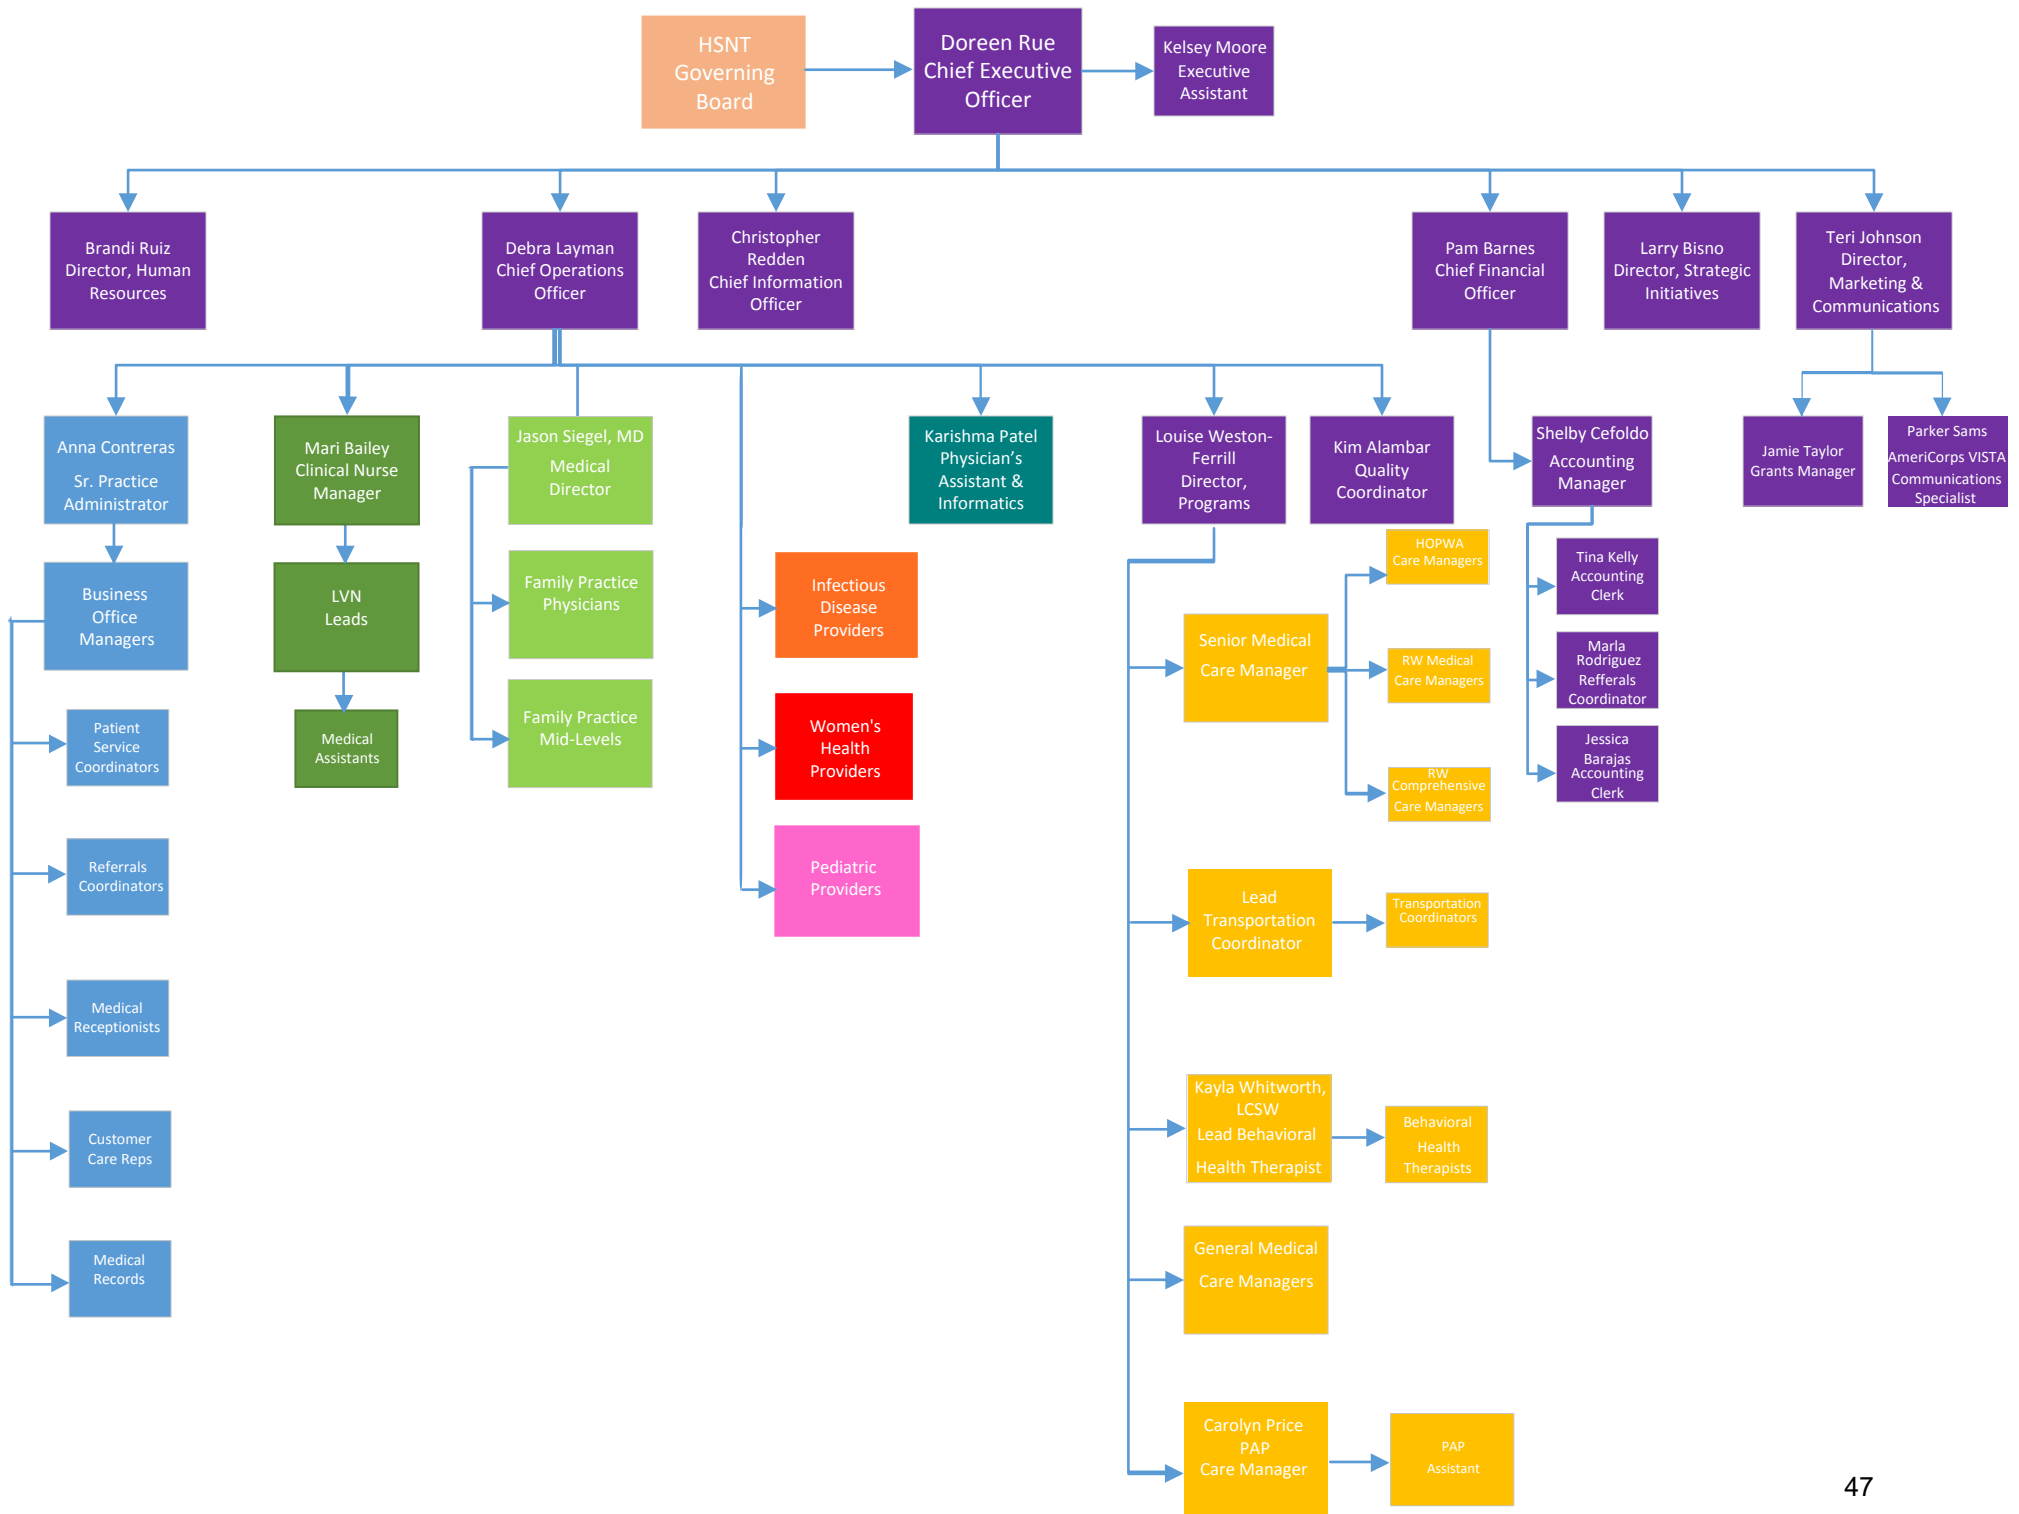 HSNT
Governing
Board
Doreen Rue
Chief Executive
Officer
Kelsey Moore
Executive
Assistant
Brandi Ruiz
Director, Human
Resources
Debra Layman
Chief Operations
Officer
Christopher
Redden
Chief Information
Officer
Pam Barnes
Chief Financial
Officer
Larry Bisno
Director, Strategic
Initiatives
Teri Johnson
Director,
Marketing &
Communications
Anna Contreras
Sr. Practice
Administrator
Mari Bailey
Clinical Nurse
Manager
Jason Siegel, MD
Medical
Director
Karishma Patel
Physician’s
Assistant &
Informatics
Louise Weston-
Ferrill
Director,
Programs
Kim Alambar
Quality
Coordinator
Shelby Cefoldo
Accounting
Manager
Jamie Taylor
Grants Manager
Parker Sams
AmeriCorps VISTA
Communications
Specialist
Business
Office
Managers
LVN
Leads
Family Practice
Physicians
Infectious
Disease
Providers
HOPWA
Care Managers
Tina Kelly
Accounting
Clerk
Senior Medical
Care Manager
RW Medical
Care Managers
Marla
Rodriguez
Refferals
Coordinator
Patient
Service
Coordinators
Medical
Assistants
Family Practice
Mid-Levels
Women's
Health
Providers
RW
Comprehensive
Care Managers
Jessica
Barajas
Accounting
Clerk
Referrals
Coordinators
Pediatric
Providers
Lead
Transportation
Coordinator
Transportation
Coordinators
Medical
Receptionists
Customer
Care Reps
Kayla Whitworth,
LCSW
Lead Behavioral
Health Therapist
Behavioral
Health
Therapists
Medical
Records
General Medical
Care Managers
Carolyn Price
PAP
Care Manager
PAP
Assistant
47